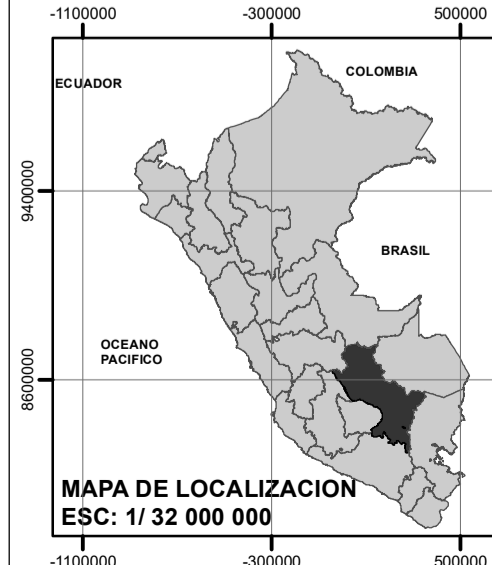 -1100000 -300000 500000
ECUADOR
COLOMBIA
9400000
BRASIL
OCEANO
PACIFICO
8600000
MAPA DE LOCALIZACION
ESC: 1/ 32 000 000
-1100000 -300000 500000